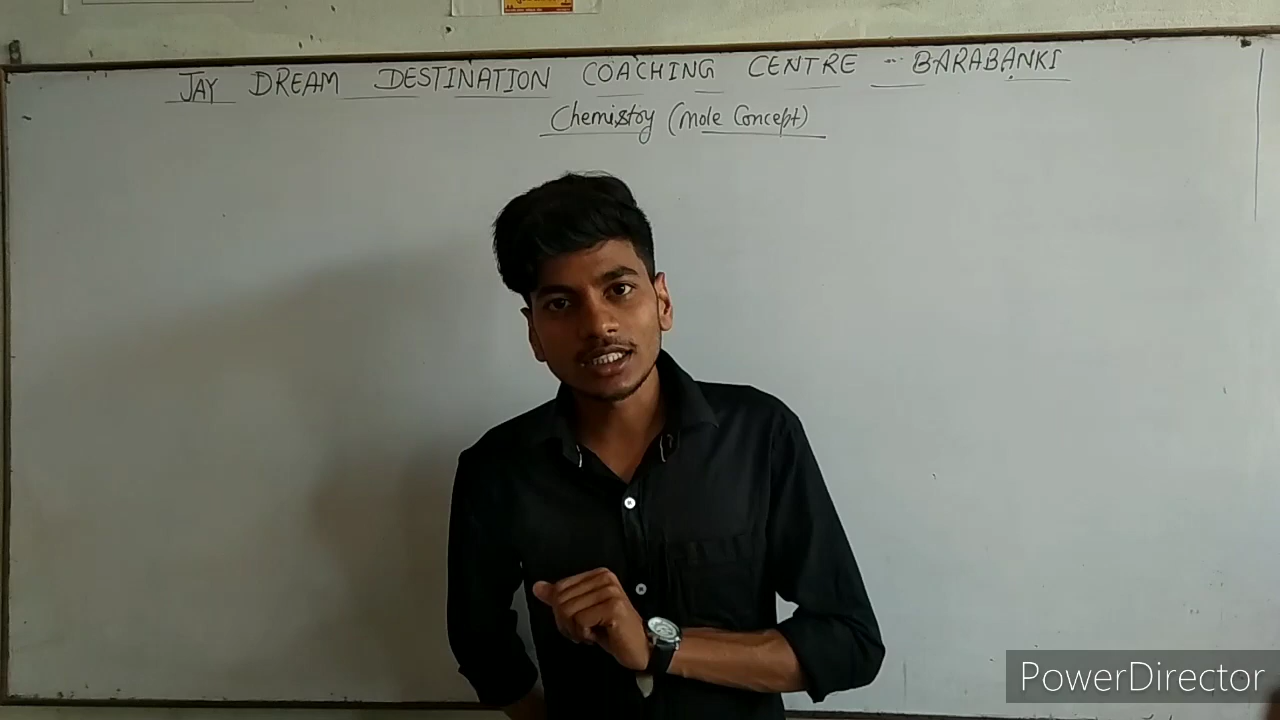 JAY DREAM DESTINATION COACHING CENTRE - BARABANKI
Chemistry (Mole Concept)
PowerDirector